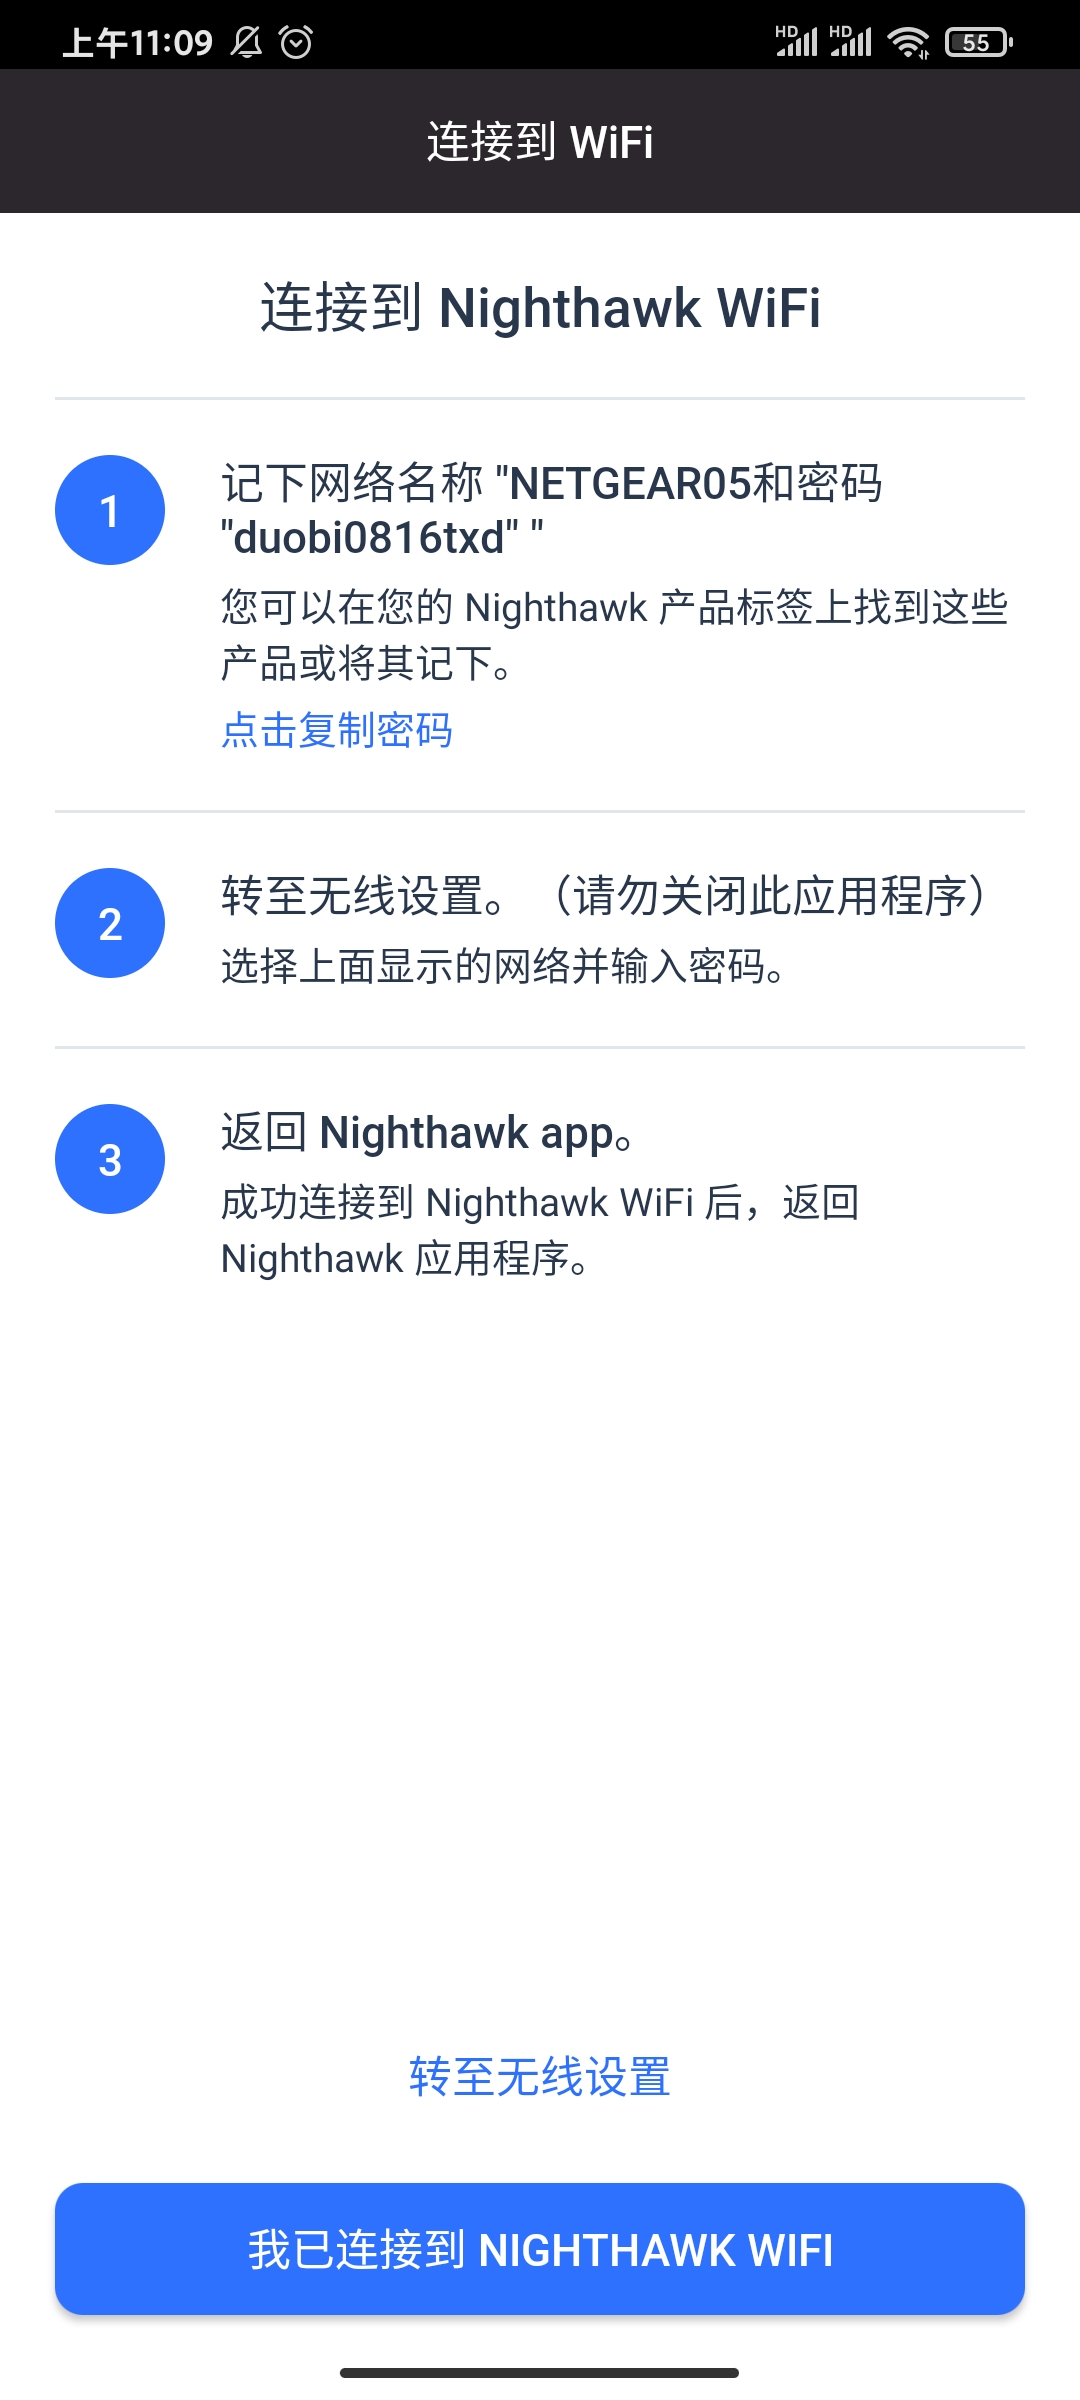 上午11:09
HD HD 55
连接到 WiFi
连接到 Nighthawk WiFi
1
记下网络名称 "NETGEAR05和密码
"duobi0816txd" "
您可以在您的 Nighthawk 产品标签上找到这些
产品或将其记下。
点击复制密码
2
转至无线设置。（请勿关闭此应用程序）
选择上面显示的网络并输入密码。
3
返回 Nighthawk app。
成功连接到 Nighthawk WiFi 后，返回
Nighthawk 应用程序。
转至无线设置
我已连接到 NIGHTHAWK WIFI